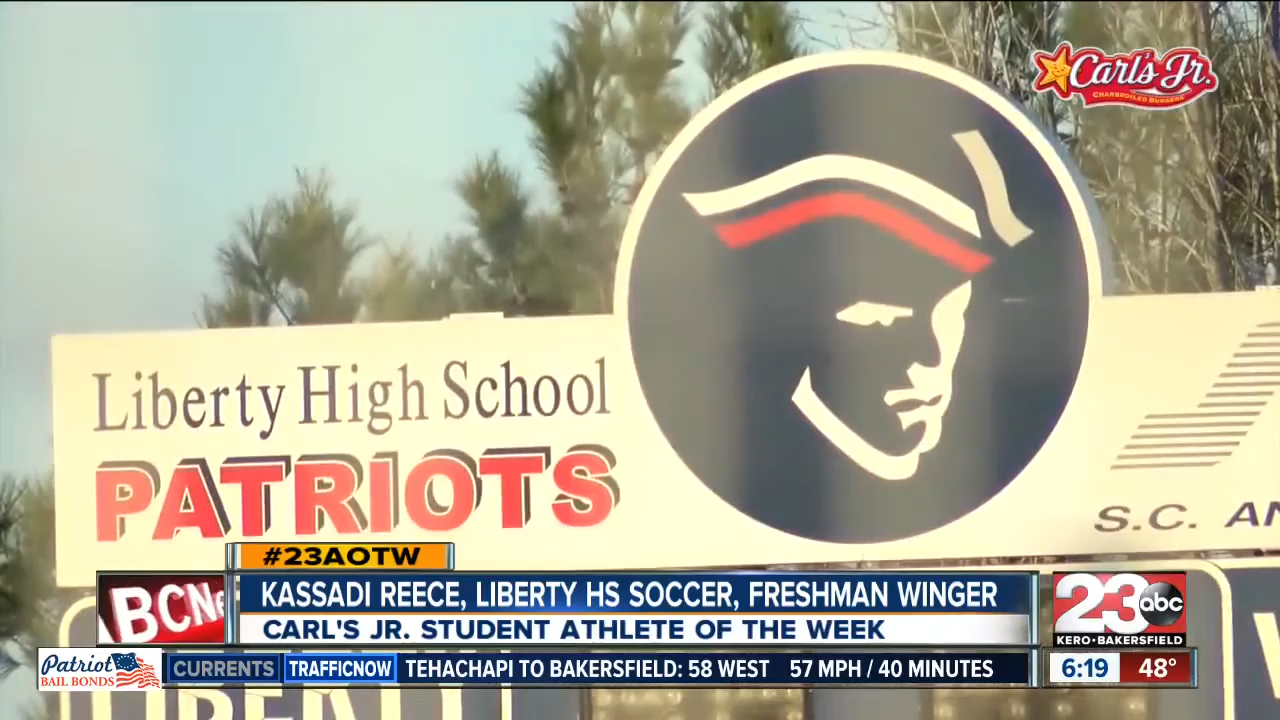 Carl's Jr.
CHARBROILED BURGERS
Liberty High School
PATRIOTS
S.C. AN
#23AOTW
BCN
KASSADI REECE, LIBERTY HS SOCCER, FRESHMAN WINGER
CARL'S JR. STUDENT ATHLETE OF THE WEEK
23 abc
KERO-BAKERSFIELD
Patriot
BAIL BONDS
CURRENTS
TRAFFICNOW
TEHACHAPI TO BAKERSFIELD: 58 WEST 57 MPH / 40 MINUTES
6:19
48°
LIBERTY